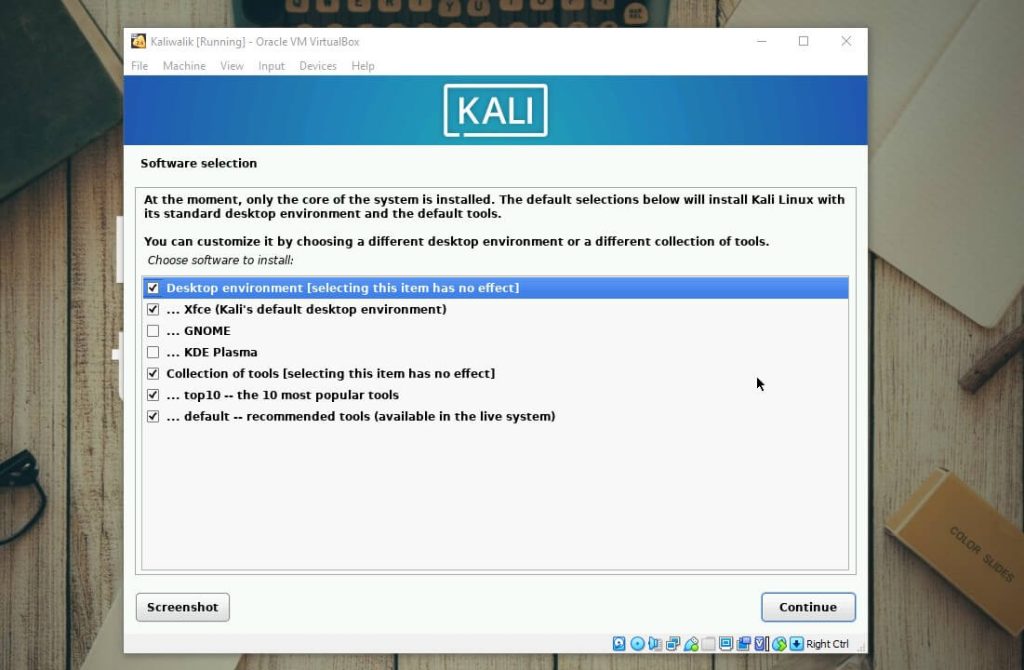 Kaliwalik [Running] - Oracle VM VirtualBox
File Machine View Input Devices Help
KALI
Software selection
At the moment, only the core of the system is installed. The default selections below will install Kali Linux with
its standard desktop environment and the default tools.
You can customize it by choosing a different desktop environment or a different collection of tools.
Choose software to install:
Desktop environment [selecting this item has no effect]
... Xfce (Kali's default desktop environment)
... GNOME
... KDE Plasma
Collection of tools [selecting this item has no effect]
... top10 -- the 10 most popular tools
... default -- recommended tools (available in the live system)
COLOR SLIDES
Screenshot
Continue
Right Ctrl